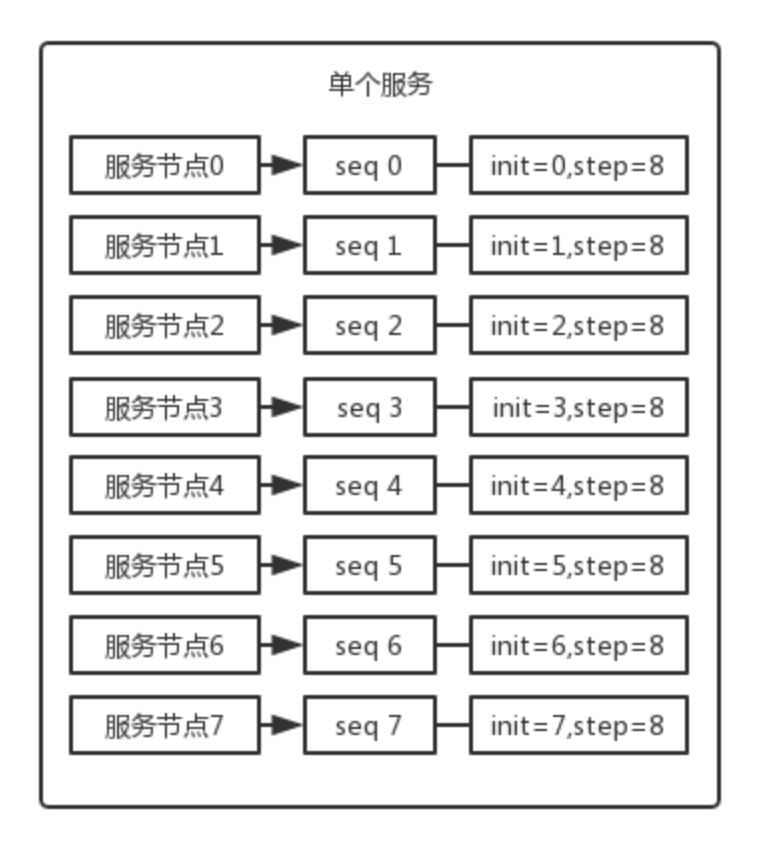 单个服务
服务节点0 seq 0 init=0,step=8
服务节点1 seq 1 init=1,step=8
服务节点2 seq 2 init=2,step=8
服务节点3 seq 3 init=3,step=8
服务节点4 seq 4 init=4,step=8
服务节点5 seq 5 init=5,step=8
服务节点6 seq 6 init=6,step=8
服务节点7 seq 7 init=7,step=8